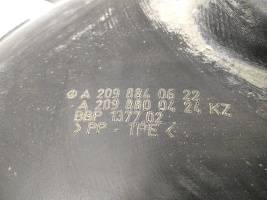 A 209 884 06 22
A 209 880 04 24 KZ
BBP 1377 02
> PP - TPE <